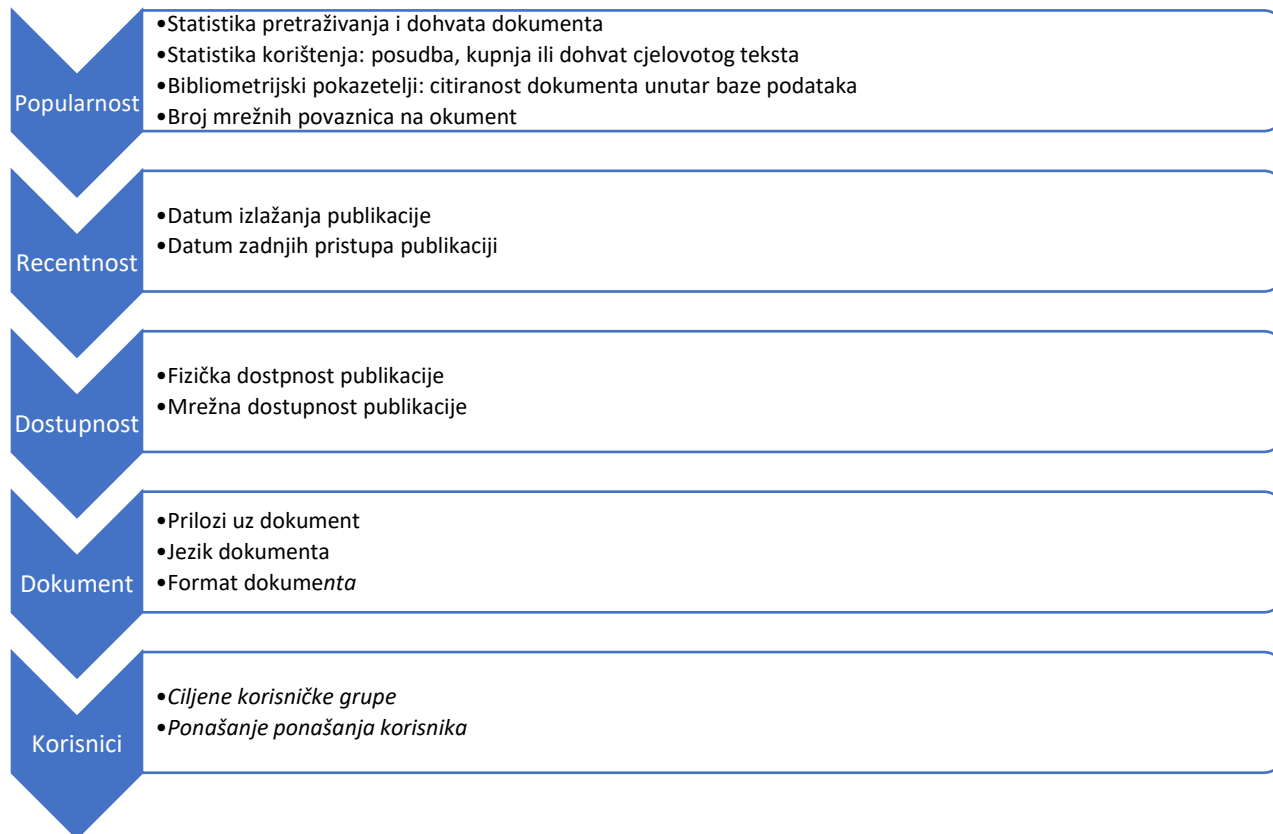 Popularnost
•Statistika pretraživanja i dohvata dokumenta
•Statistika korištenja: posudba, kupnja ili dohvat cjelovotog teksta
•Bibliometrijski pokazetelji: citiranost dokumenta unutar baze podataka
•Broj mrežnih povaznica na okument
Recentnost
•Datum izlažanja publikacije
•Datum zadnjih pristupa publikaciji
Dostupnost
•Fizička dostpnost publikacije
•Mrežna dostupnost publikacije
Dokument
•Prilozi uz dokument
•Jezik dokumenta
•Format dokumenta
Korisnici
•Ciljene korisničke grupe
•Ponašanje ponašanja korisnika